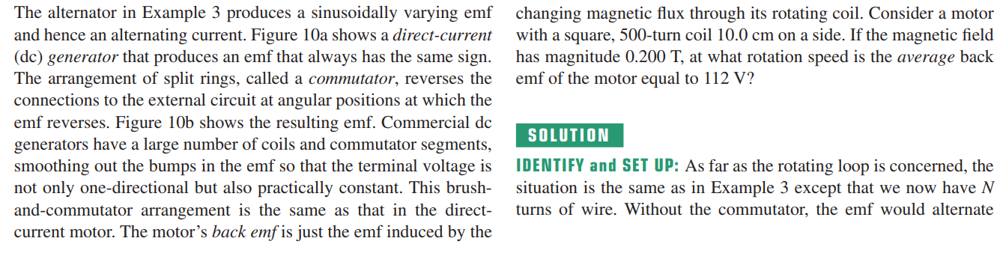 The alternator in Example 3 produces a sinusoidally varying emf
and hence an alternating current. Figure 10a shows a direct-current
(dc) generator that produces an emf that always has the same sign.
The arrangement of split rings, called a commutator, reverses the
connections to the external circuit at angular positions at which the
emf reverses. Figure 10b shows the resulting emf. Commercial dc
generators have a large number of coils and commutator segments,
smoothing out the bumps in the emf so that the terminal voltage is
not only one-directional but also practically constant. This brush-
and-commutator arrangement is the same as that in the direct-
current motor. The motor's back emf is just the emf induced by the
changing magnetic flux through its rotating coil. Consider a motor
with a square, 500-turn coil 10.0 cm on a side. If the magnetic field
has magnitude 0.200 T, at what rotation speed is the average back
emf of the motor equal to 112 V?
SOLUTION
IDENTIFY and SET UP: As far as the rotating loop is concerned, the
situation is the same as in Example 3 except that we now have N
turns of wire. Without the commutator, the emf would alternate